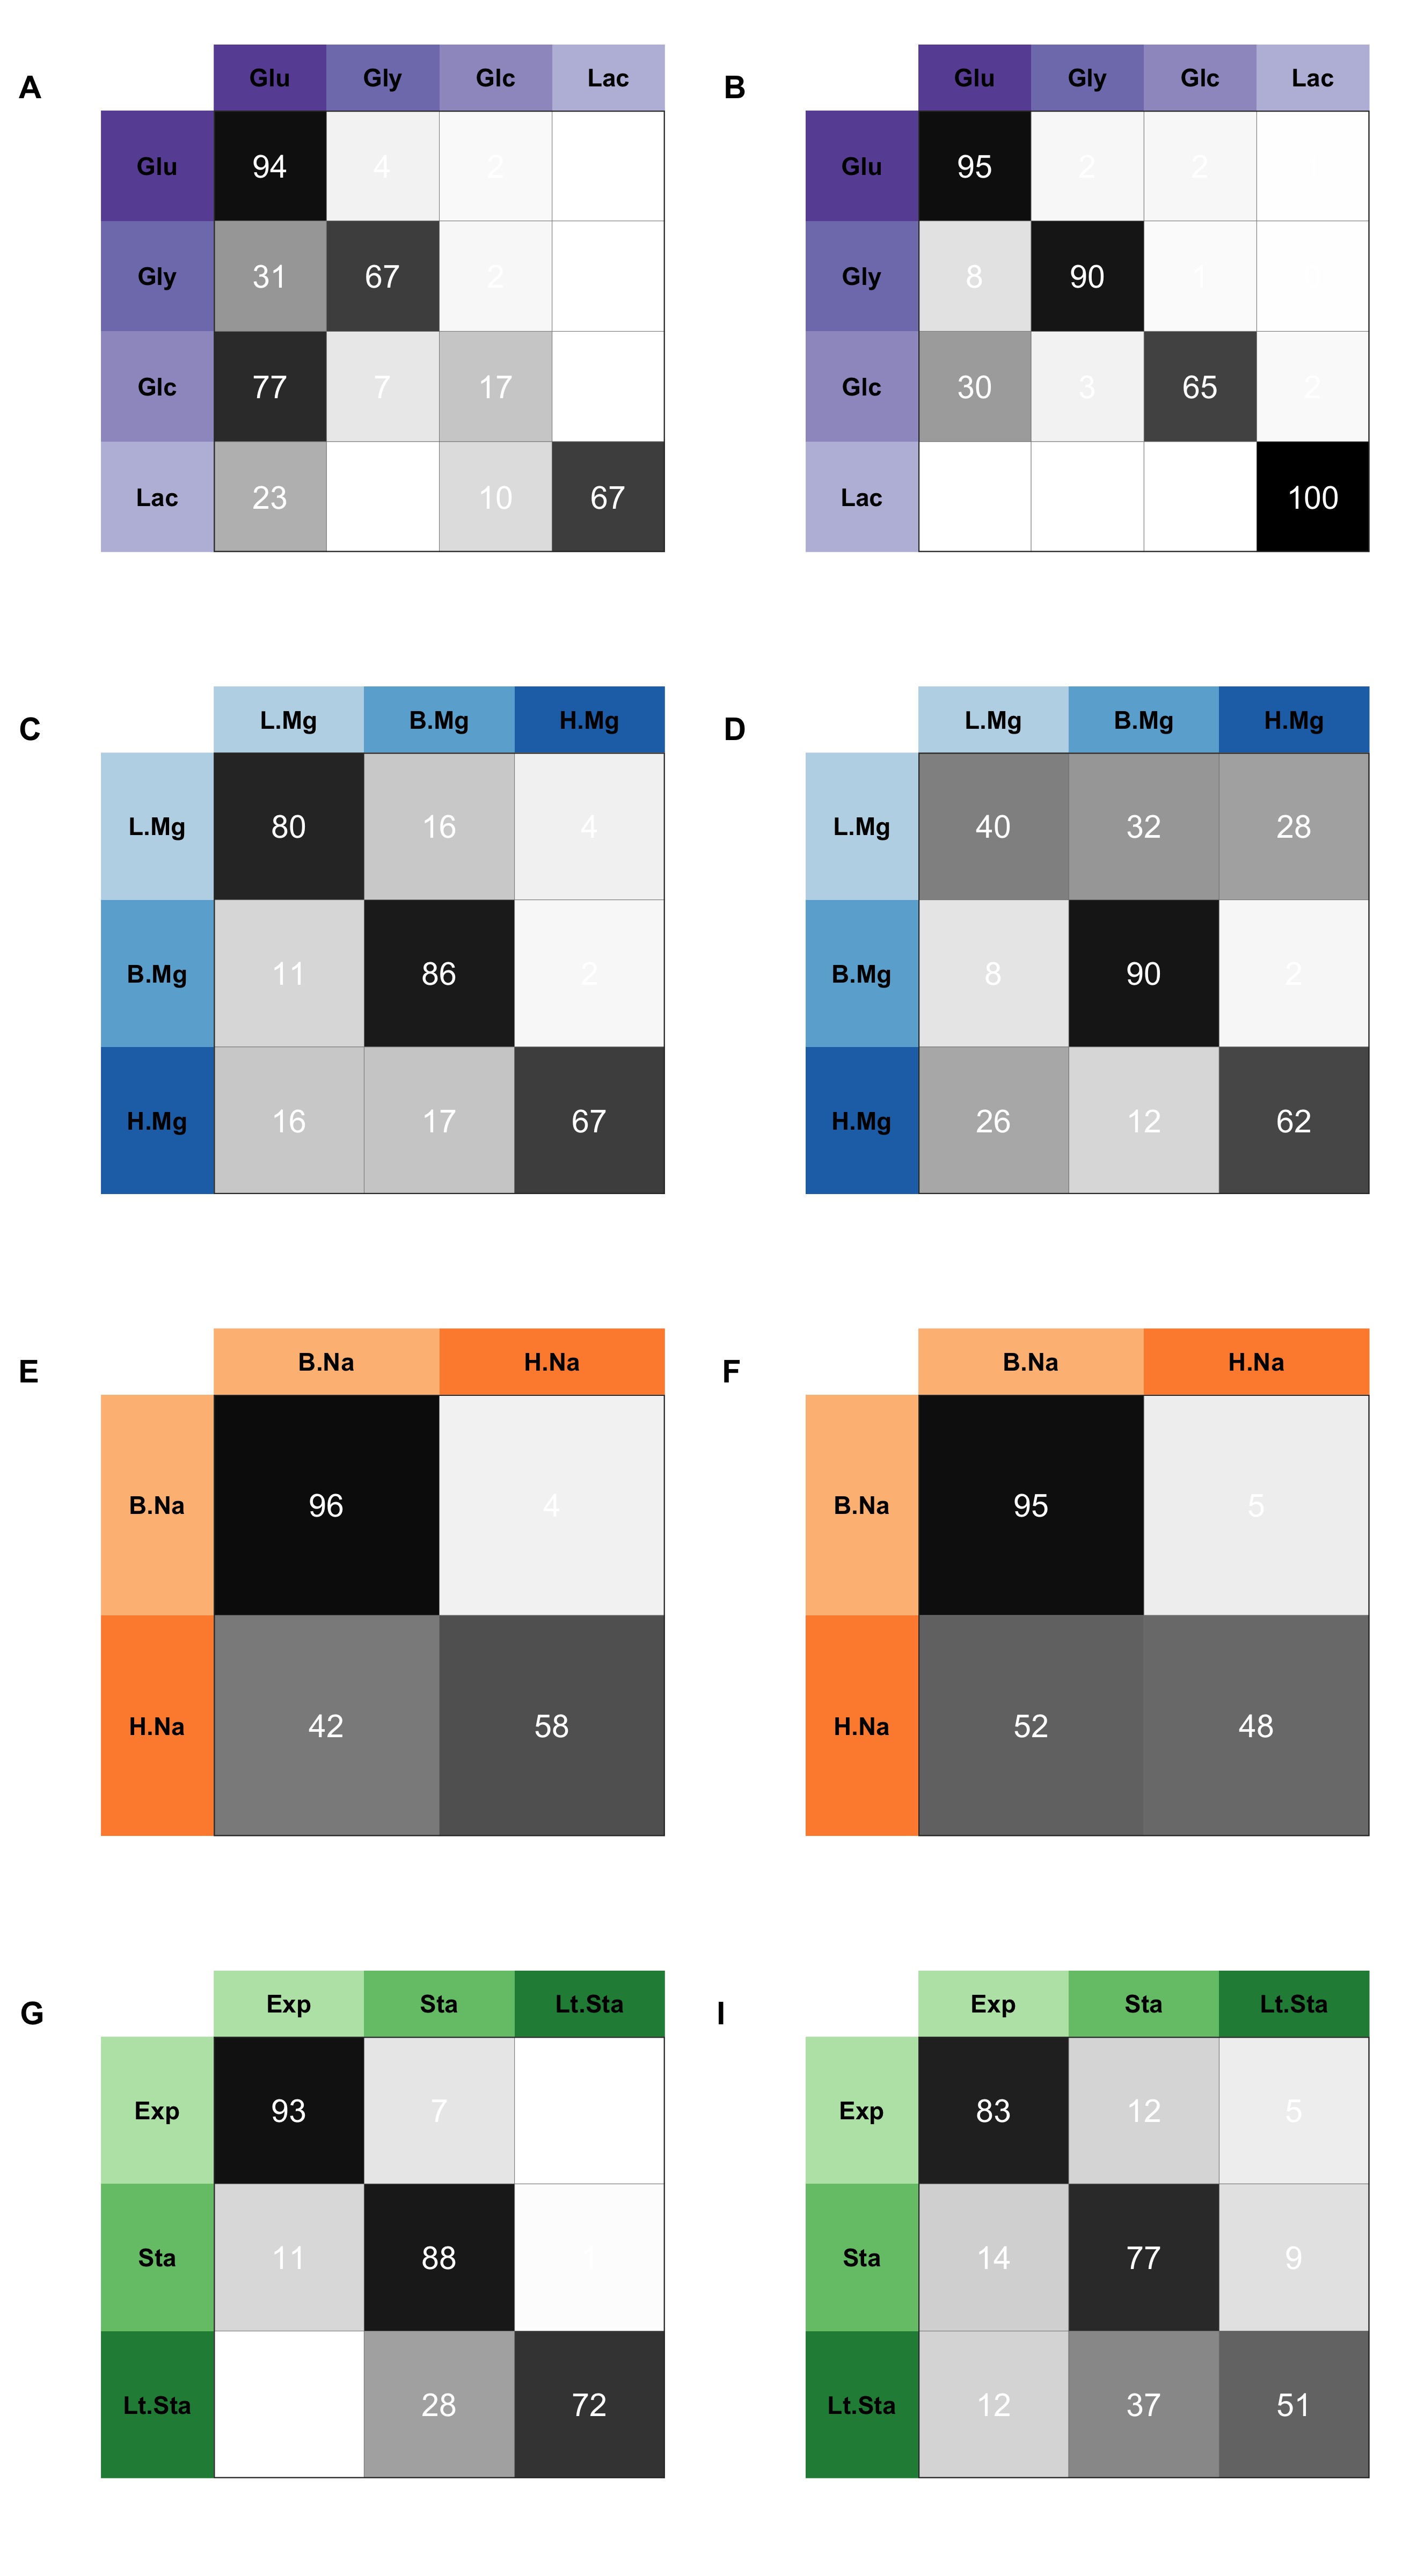 A
Glu Gly Glc Lac
Glu 94 4 2
Gly 31 67 2
Glc 77 7 17
Lac 23 10 67
B
Glu Gly Glc Lac
Glu 95 2 2
Gly 8 90 1
Glc 30 3 65 2
Lac 100
C
L.Mg B.Mg H.Mg
L.Mg 80 16 4
B.Mg 11 86 2
H.Mg 16 17 67
D
L.Mg B.Mg H.Mg
L.Mg 40 32 28
B.Mg 8 90 2
H.Mg 26 12 62
E
B.Na H.Na
B.Na 96 4
H.Na 42 58
F
B.Na H.Na
B.Na 95 5
H.Na 52 48
G
Exp Sta Lt.Sta
Exp 93 7
Sta 11 88 1
Lt.Sta 28 72
I
Exp Sta Lt.Sta
Exp 83 12 5
Sta 14 77 9
Lt.Sta 12 37 51